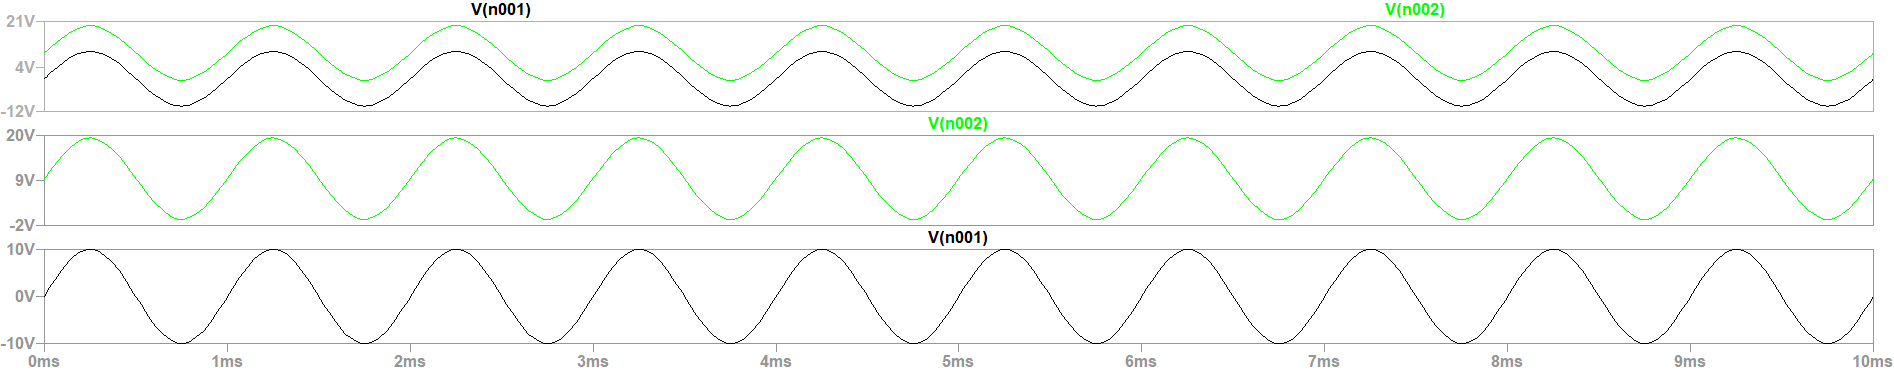 V(n001) V(n002)
21V
4V
-12V
V(n002)
20V
9V
-2V
V(n001)
10V
0V
-10V
0ms 1ms 2ms 3ms 4ms 5ms 6ms 7ms 8ms 9ms 10ms